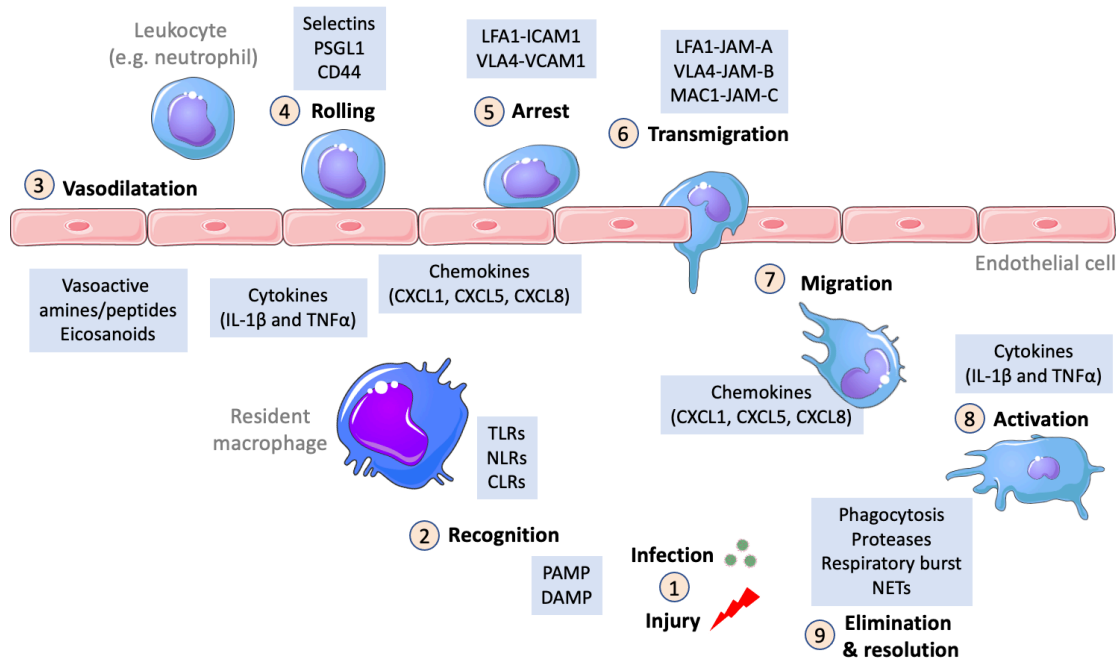 Leukocyte
(e.g. neutrophil)
Selectins
PSGL1
CD44
4 Rolling
LFA1-ICAM1
VLA4-VCAM1
5 Arrest
LFA1-JAM-A
VLA4-JAM-B
MAC1-JAM-C
6 Transmigration
3 Vasodilatation
Endothelial cell
Vasoactive
amines/peptides
Eicosanoids
Cytokines
(IL-1β and TNFα)
Chemokines
(CXCL1, CXCL5, CXCL8)
7 Migration
Chemokines
(CXCL1, CXCL5, CXCL8)
Cytokines
(IL-1β and TNFα)
8 Activation
Resident
macrophage
TLRs
NLRs
CLRs
2 Recognition
PAMP
DAMP
Infection
1
Injury
Phagocytosis
Proteases
Respiratory burst
NETs
9 Elimination
& resolution